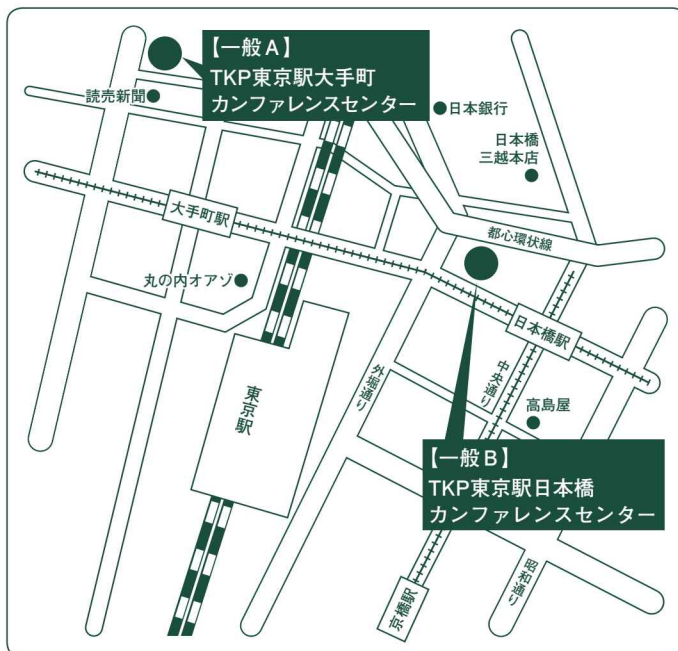 【一般A】
TKP東京駅大手町
カンファレンスセンター
読売新聞
日本銀行
日本橋
三越本店
大手町駅
都心環状線
丸の内オアゾ
日本橋駅
東京駅
外堀通り
中央通り
高島屋
【一般B】
TKP東京駅日本橋
カンファレンスセンター
京橋駅
昭和通り